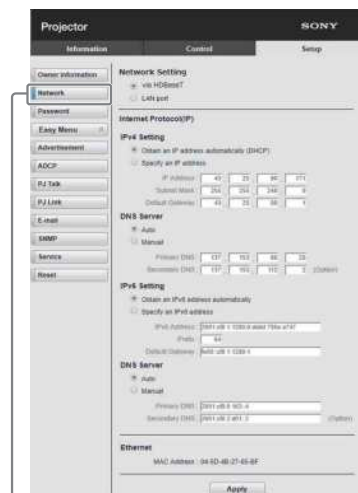 Projector
SONY
Information Control Setup
Owner information
Network
Password
Easy Menu
Advertisement
ADCP
PJ Talk
PJ Link
E-mail
SNMP
Service
Reset
Network Setting
via HDBaseT
LAN port
Internet Protocol(IP)
IPv4 Setting
Obtain an IP address automatically (DHCP)
Specify an IP address
IP Address
Subnet Mask
Default Gateway
DNS Server
Auto
Manual
Primary DNS
Secondary DNS (Option)
IPv6 Setting
Obtain an IPv6 address automatically
Specify an IPv6 address
IPv6 Address
Prefix 64
Default Gateway
DNS Server
Auto
Manual
Primary DNS
Secondary DNS (Option)
Ethernet
MAC Address
Apply